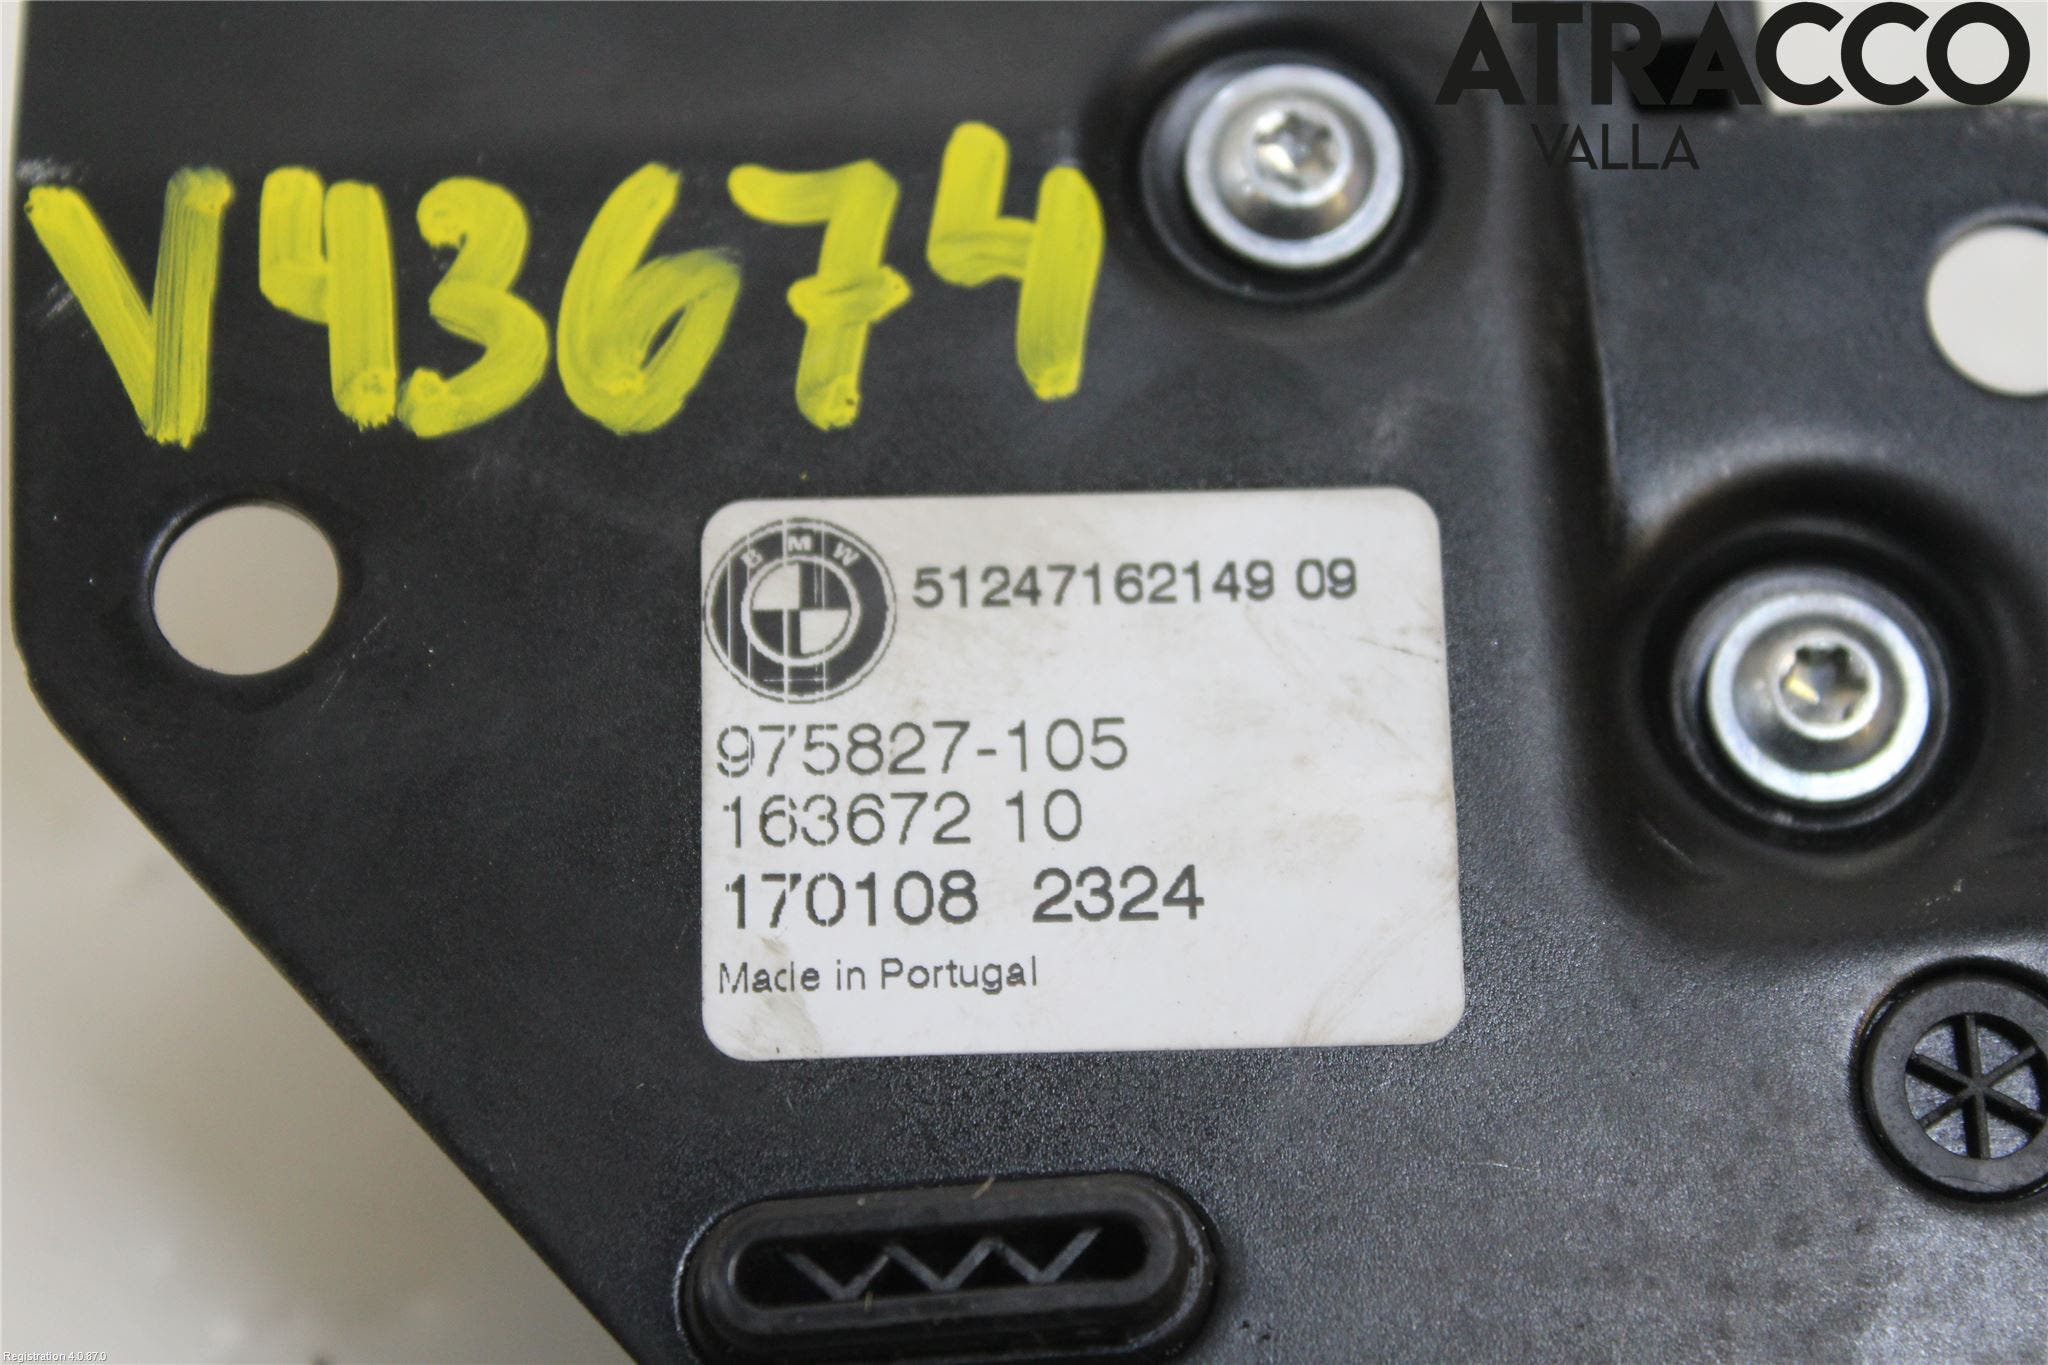 ATRACCO
VALLA
V43674
BMW
51247162149 09
975827-105
163672 10
170108 2324
Made in Portugal
Registration 4.0.87.0